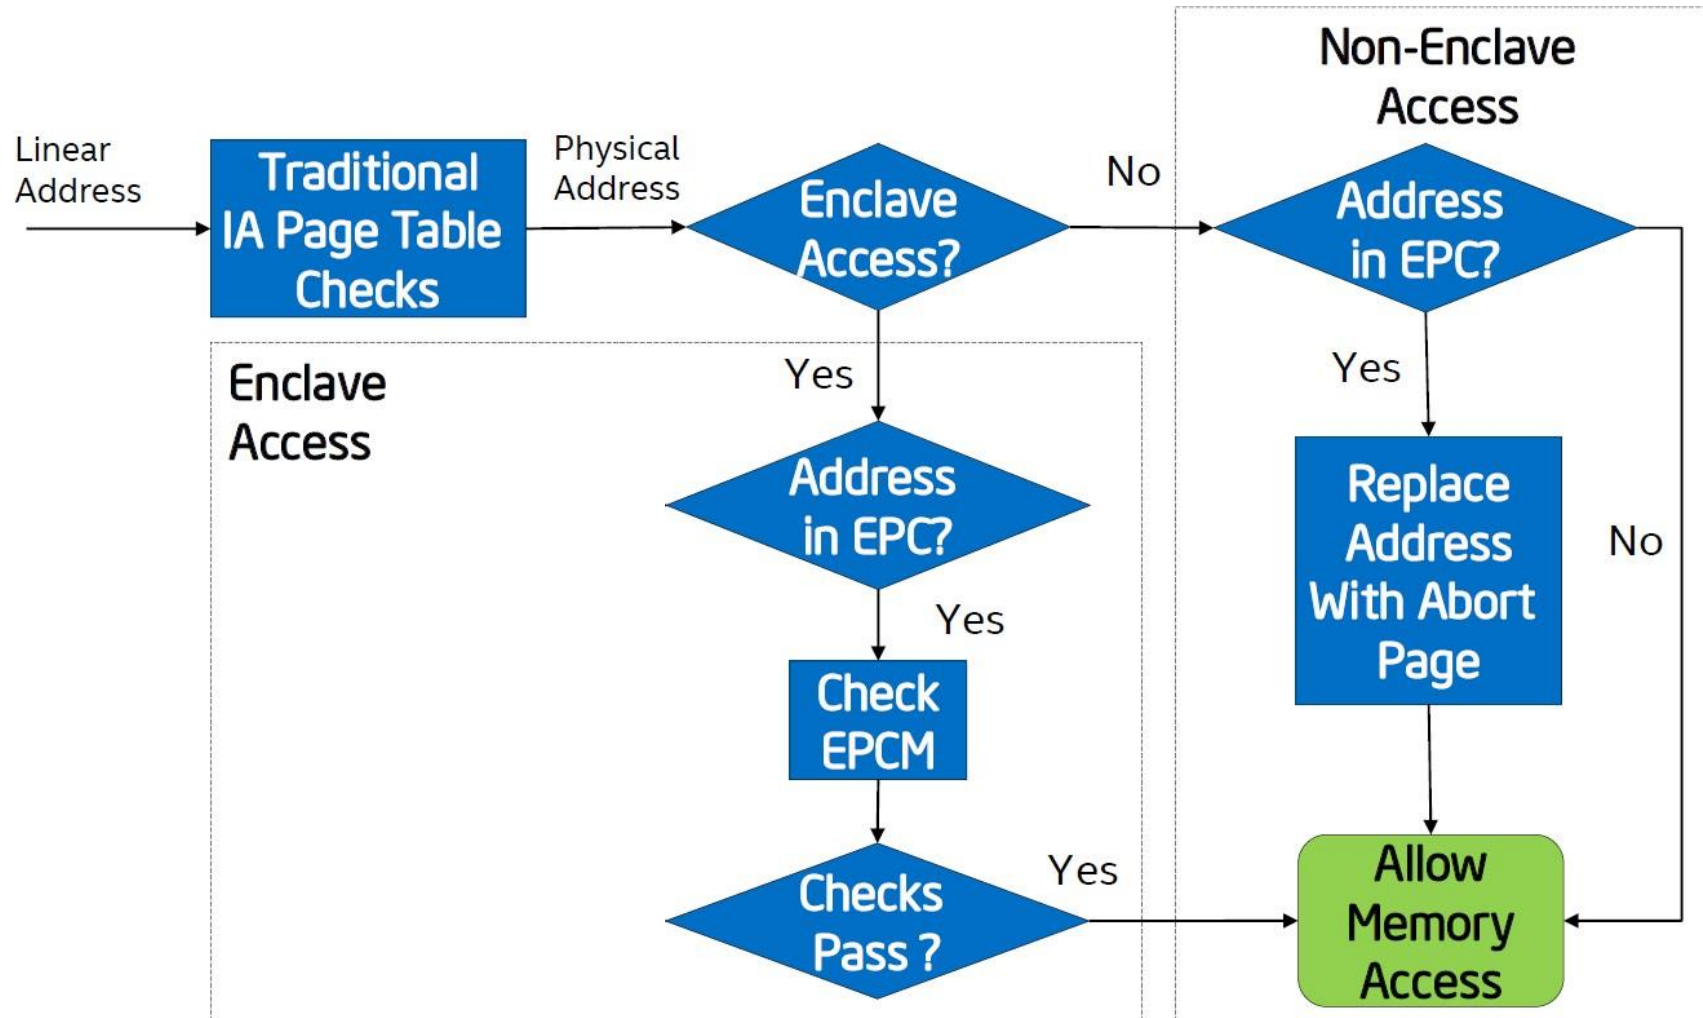 Non-Enclave
Access
Linear
Address
Traditional
IA Page Table
Checks
Physical
Address
Enclave
Access?
No
Address
in EPC?
Yes
Enclave
Access
Yes
Address
in EPC?
Replace
Address
With Abort
Page
No
Yes
Check
EPCM
Checks
Pass ?
Yes
Allow
Memory
Access